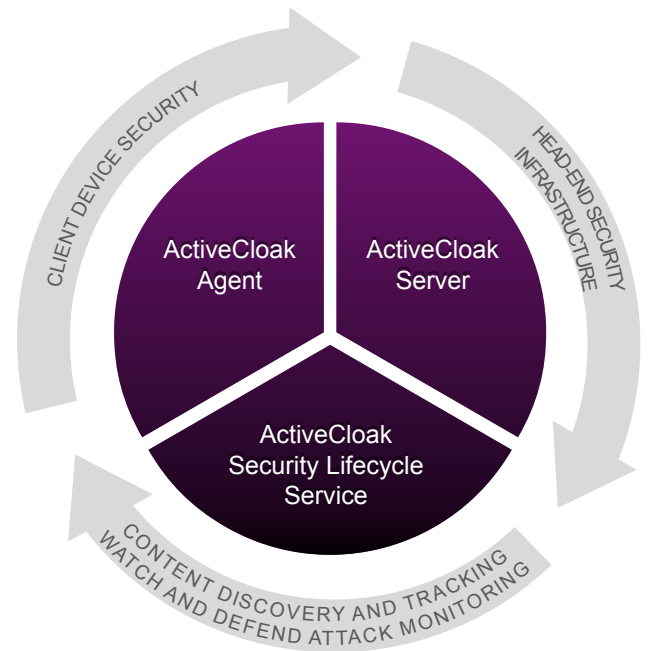 CLIENT DEVICE SECURITY
HEAD-END SECURITY
INFRASTRUCTURE
ActiveCloak
Agent
ActiveCloak
Server
ActiveCloak
Security Lifecycle
Service
CONTENT DISCOVERY AND TRACKING
WATCH AND DEFEND ATTACK MONITORING